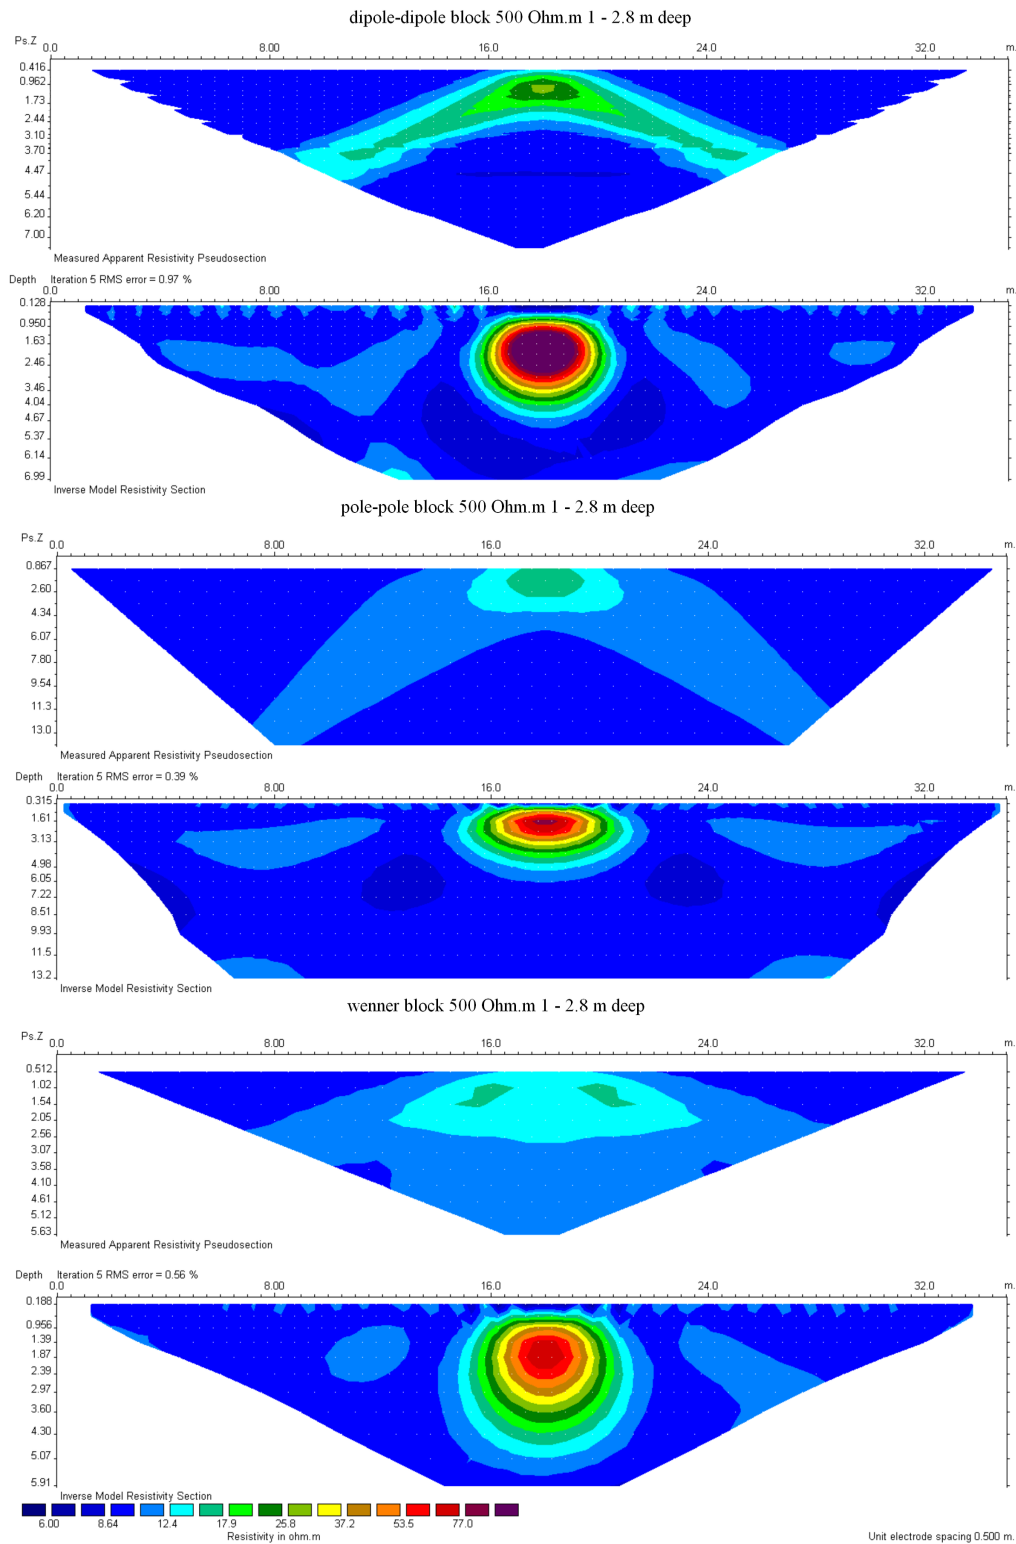 dipole-dipole block 500 Ohm.m 1 - 2.8 m deep
Ps.Z 0.0 8.00 16.0 24.0 32.0 m.
0.416
0.962
1.73
2.44
3.10
3.70
4.47
5.44
6.20
7.00
Measured Apparent Resistivity Pseudosection
Depth Iteration 5 RMS error = 0.97 %
0.0 8.00 16.0 24.0 32.0 m.
0.128
0.950
1.63
2.46
3.46
4.04
4.67
5.37
6.14
6.99
Inverse Model Resistivity Section
pole-pole block 500 Ohm.m 1 - 2.8 m deep
Ps.Z 0.0 8.00 16.0 24.0 32.0 m.
0.867
2.60
4.34
6.07
7.80
9.54
11.3
13.0
Measured Apparent Resistivity Pseudosection
Depth Iteration 5 RMS error = 0.39 %
0.0 8.00 16.0 24.0 32.0 m.
0.315
1.61
3.13
4.98
6.05
7.22
8.51
9.93
11.5
13.2
Inverse Model Resistivity Section
wenner block 500 Ohm.m 1 - 2.8 m deep
Ps.Z 0.0 8.00 16.0 24.0 32.0 m.
0.512
1.02
1.54
2.05
2.56
3.07
3.58
4.10
4.61
5.12
5.63
Measured Apparent Resistivity Pseudosection
Depth Iteration 5 RMS error = 0.56 %
0.0 8.00 16.0 24.0 32.0 m.
0.188
0.956
1.39
1.87
2.39
2.97
3.60
4.30
5.07
5.91
Inverse Model Resistivity Section
6.00 8.64 12.4 17.9 25.8 37.2 53.5 77.0
Resistivity in ohm.m
Unit electrode spacing 0.500 m.